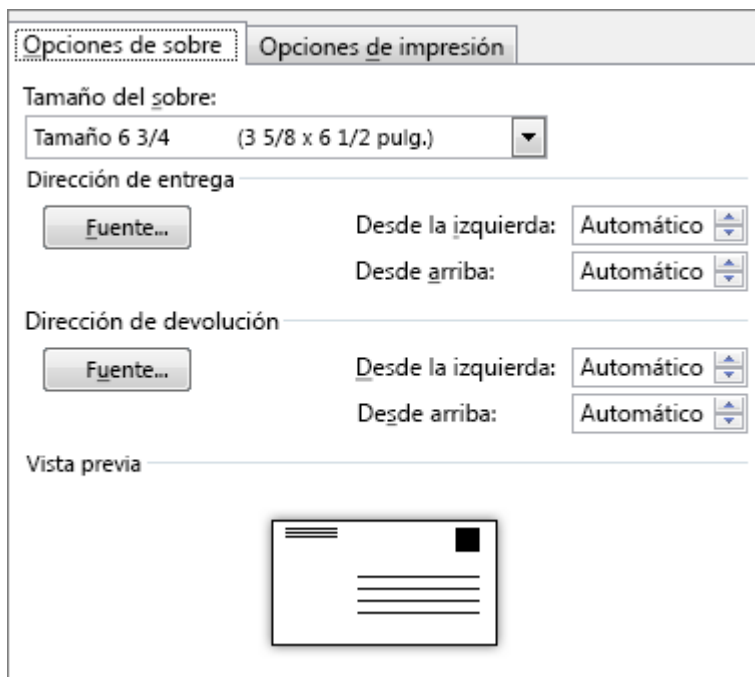 Opciones de sobre Opciones de impresión
Tamaño del sobre:
Tamaño 6 3/4 (3 5/8 x 6 1/2 pulg.)
Dirección de entrega
Fuente... Desde la izquierda: Automático
Desde arriba: Automático
Dirección de devolución
Fuente... Desde la izquierda: Automático
Desde arriba: Automático
Vista previa